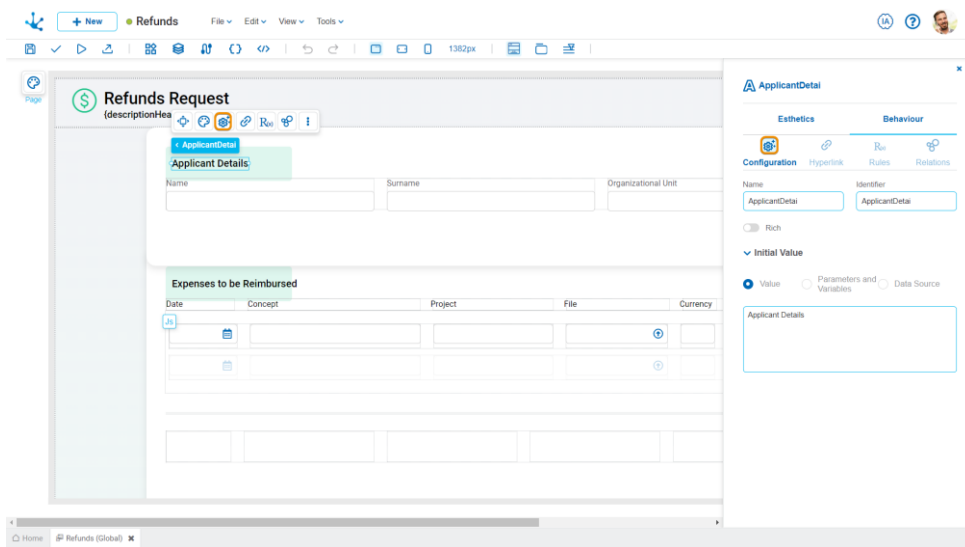 + New
Refunds
File
Edit
View
Tools
IA
?
1382px
Page
$
Refunds Request
{descriptionHea
R
ApplicantDetai
Applicant Details
Name
Surname
Organizational Unit
Expenses to be Reimbursed
Date
Concept
Project
File
Currency
Js
A ApplicantDetai
Esthetics
Behaviour
Configuration
Hyperlink
Rules
Relations
Name
Identifier
ApplicantDetai
ApplicantDetai
Rich
Initial Value
Value
Parameters and
Variables
Data Source
Applicant Details
Home
Refunds (Global)